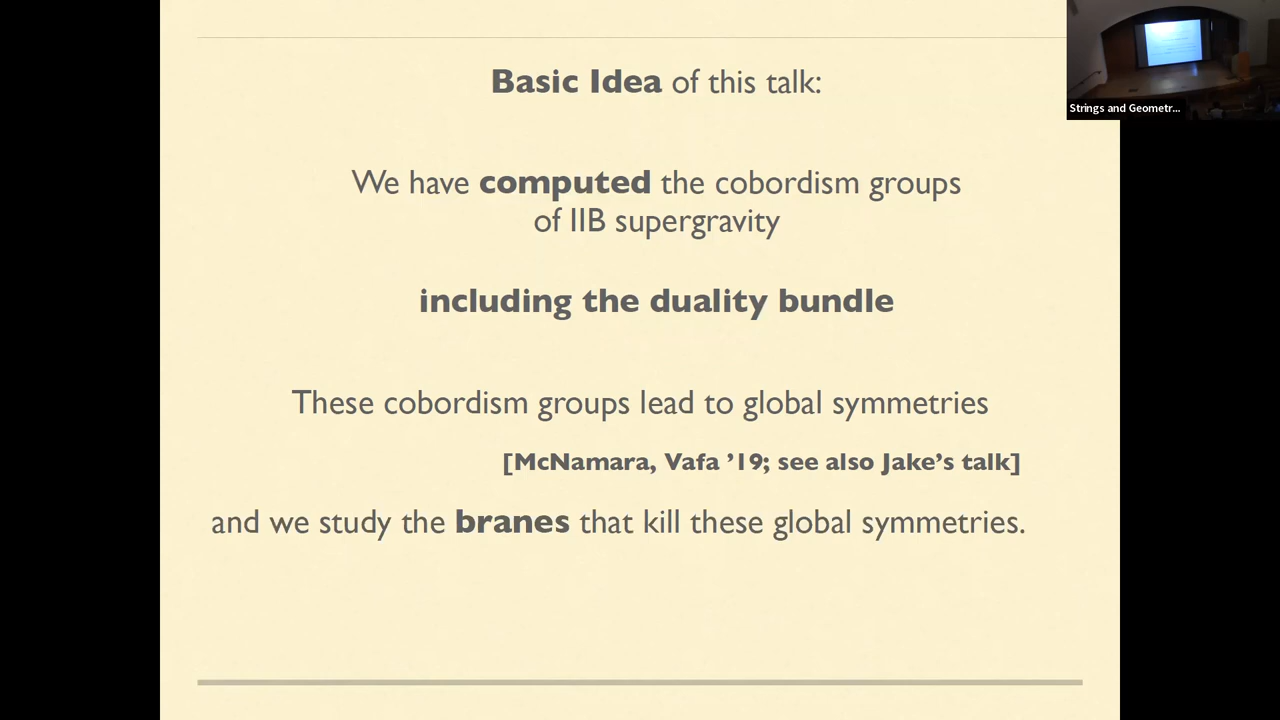 Basic Idea of this talk:
We have computed the cobordism groups
of IIB supergravity
including the duality bundle
These cobordism groups lead to global symmetries
[McNamara, Vafa ’19; see also Jake’s talk]
and we study the branes that kill these global symmetries.
Strings and Geometr...